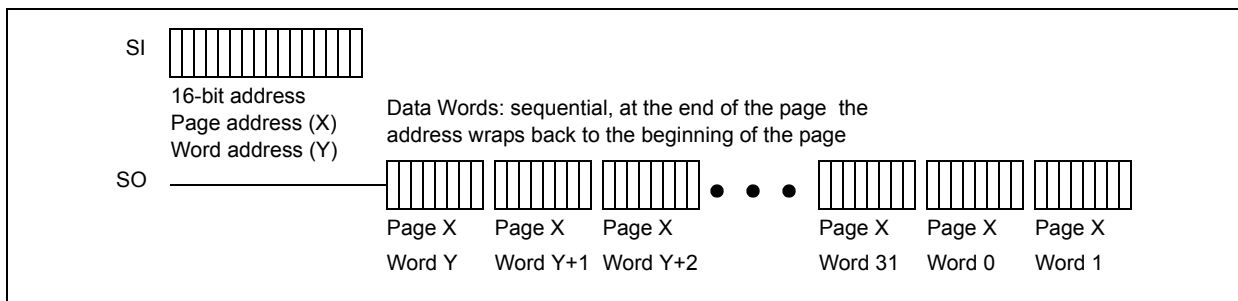 SI
16-bit address
Page address (X)
Word address (Y)
Data Words: sequential, at the end of the page the
address wraps back to the beginning of the page
SO
Page X Page X Page X Page X Page X Page X
Word Y Word Y+1 Word Y+2 Word 31 Word 0 Word 1